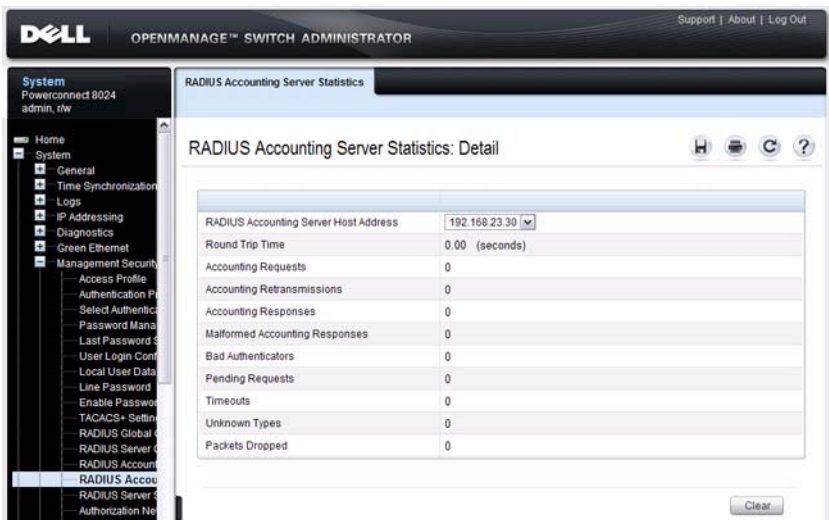 Support | About | Log Out
DELL OPENMANAGE™ SWITCH ADMINISTRATOR
System
Powerconnect 8024
admin, r/w
RADIUS Accounting Server Statistics
Home
System
General
Time Synchronization
Logs
IP Addressing
Diagnostics
Green Ethernet
Management Security
Access Profile
Authentication P
Select Authentica
Password Mana
Last Password S
User Login Conf
Local User Data
Line Password
Enable Passwor
TACACS+ Settin
RADIUS Global
RADIUS Server
RADIUS Account
RADIUS Accou
RADIUS Server S
Authorization Ne
RADIUS Accounting Server Statistics: Detail
RADIUS Accounting Server Host Address 192.168.23.30
Round Trip Time 0.00 (seconds)
Accounting Requests 0
Accounting Retransmissions 0
Accounting Responses 0
Malformed Accounting Responses 0
Bad Authenticators 0
Pending Requests 0
Timeouts 0
Unknown Types 0
Packets Dropped 0
Clear